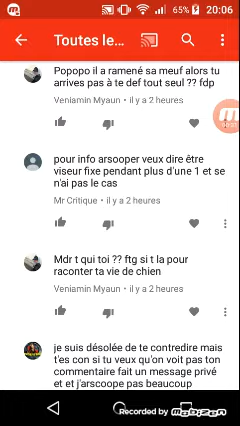 65% 20:06
Toutes le...
Popopo il a ramené sa meuf alors tu
arrives pas à te def tout seul ?? fdp
Veniamin Myaun • il y a 2 heures
pour info arsooper veux dire être
viseur fixe pendant plus d'une 1 et se
n'ai pas le cas
Mr Critique • il y a 2 heures
Mdr t qui toi ?? ftg si t la pour
raconter ta vie de chien
Veniamin Myaun • il y a 2 heures
je suis désolée de te contredire mais
t'es con si tu veux qu'on voit pas ton
commentaire fait un message privé
et et j'arscoope pas beaucoup
Recorded by mobizen